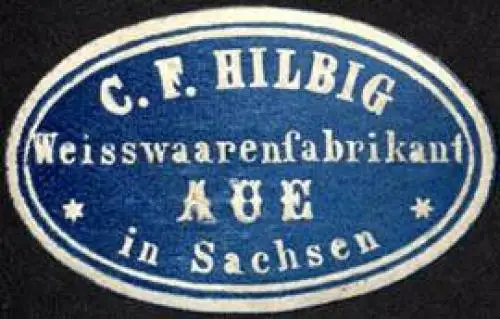 C. F. HILBIG
Weisswaarenfabrikant
AUE
in Sachsen